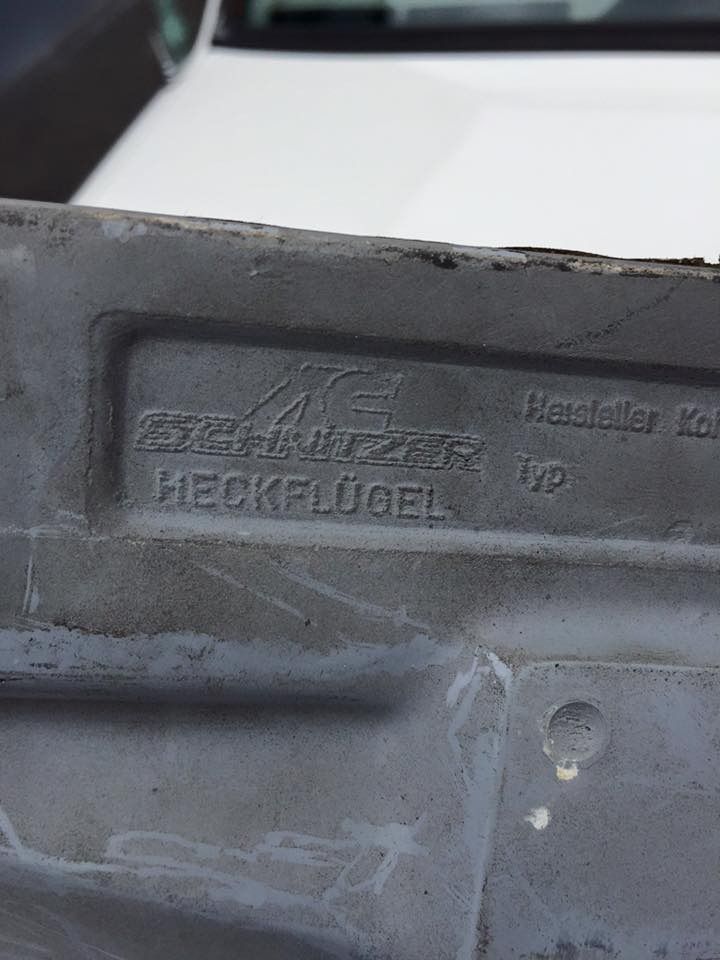 AC
SCHNITZER
HECKFLÜGEL
Hersteller
Typ